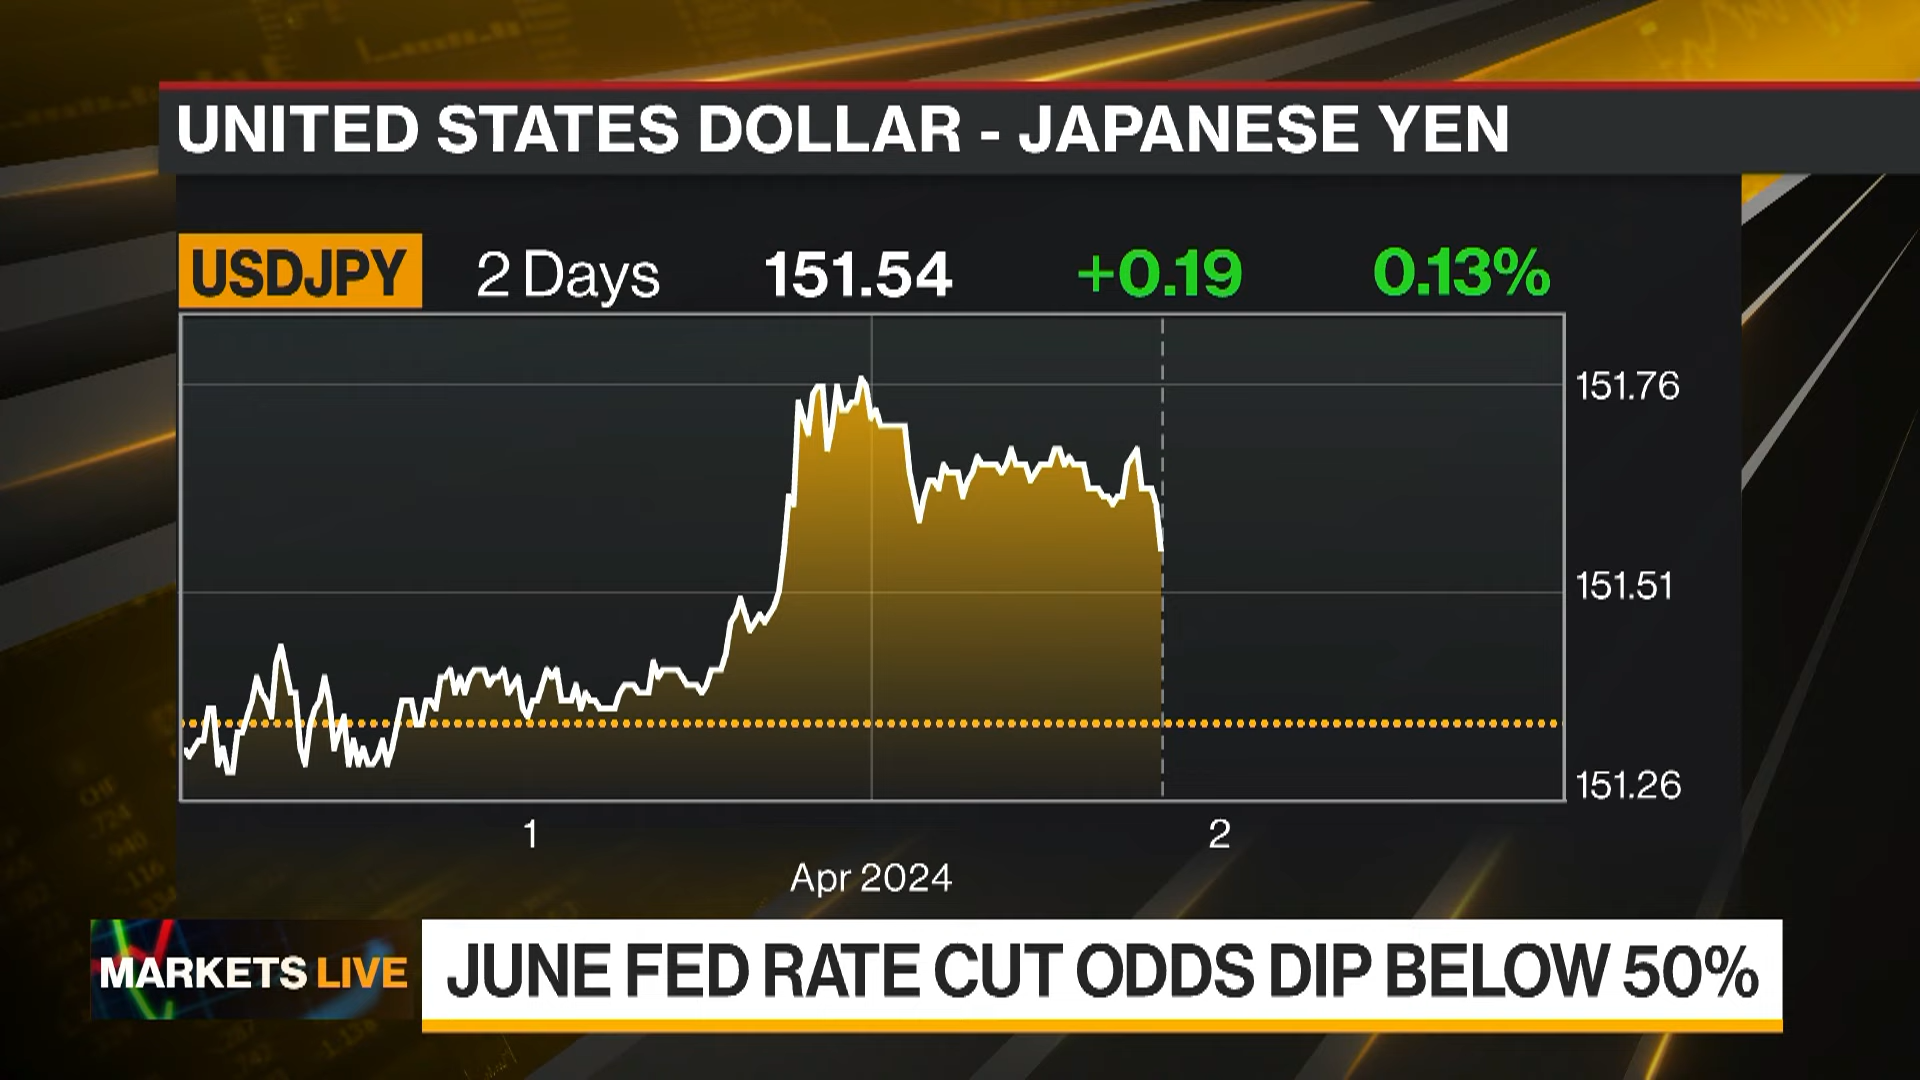 UNITED STATES DOLLAR - JAPANESE YEN
USDJPY 2 Days 151.54 +0.19 0.13%
151.76
151.51
151.26
1 2
Apr 2024
MARKETS LIVE
JUNE FED RATE CUT ODDS DIP BELOW 50%